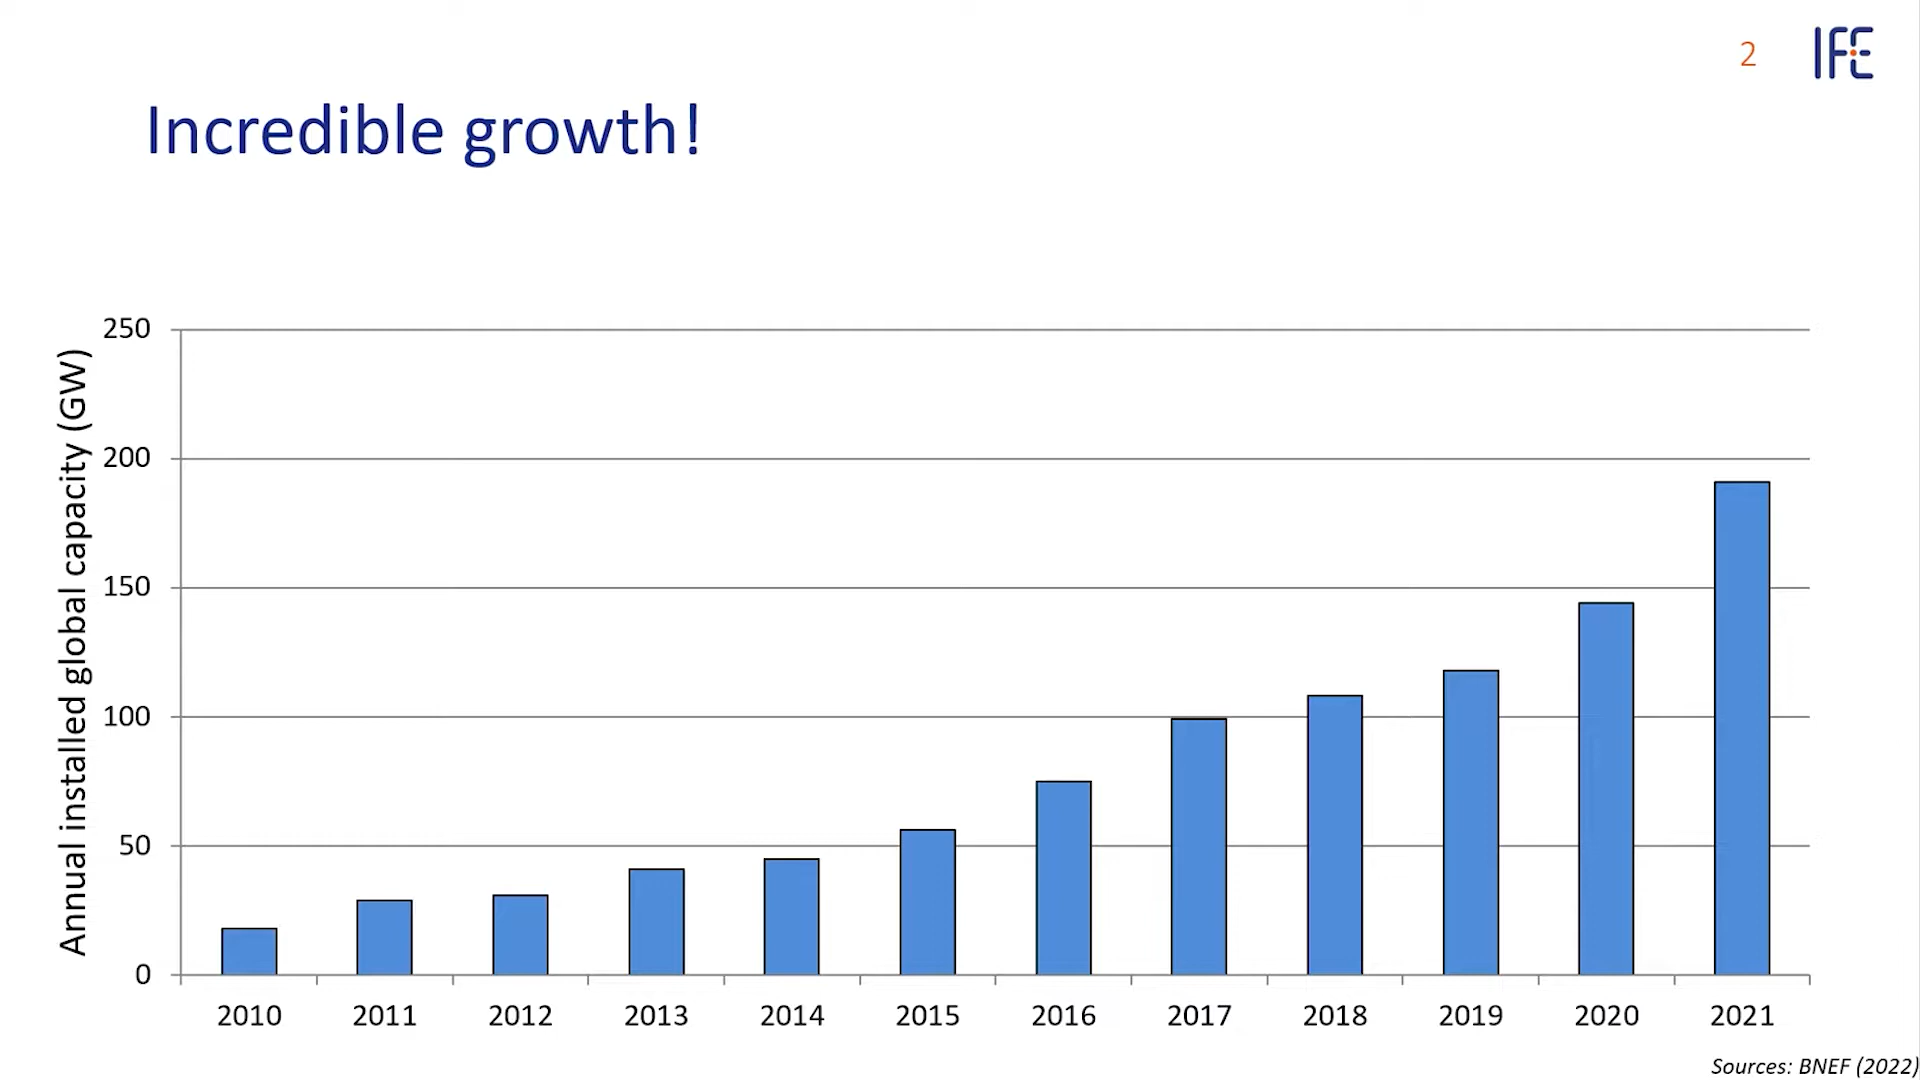 2
IFE
Incredible growth!
Annual installed global capacity (GW)
250
200
150
100
50
0
2010 2011 2012 2013 2014 2015 2016 2017 2018 2019 2020 2021
Sources: BNEF (2022)